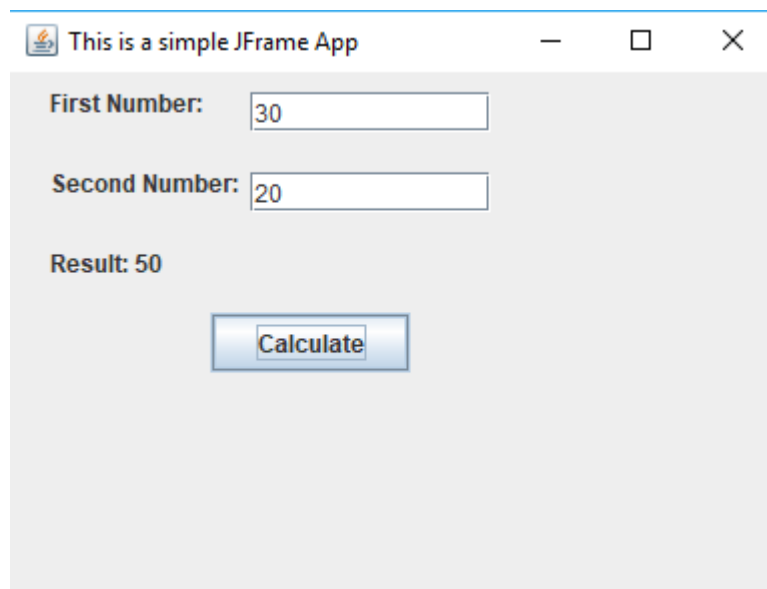 This is a simple JFrame App
First Number: 30
Second Number: 20
Result: 50
Calculate